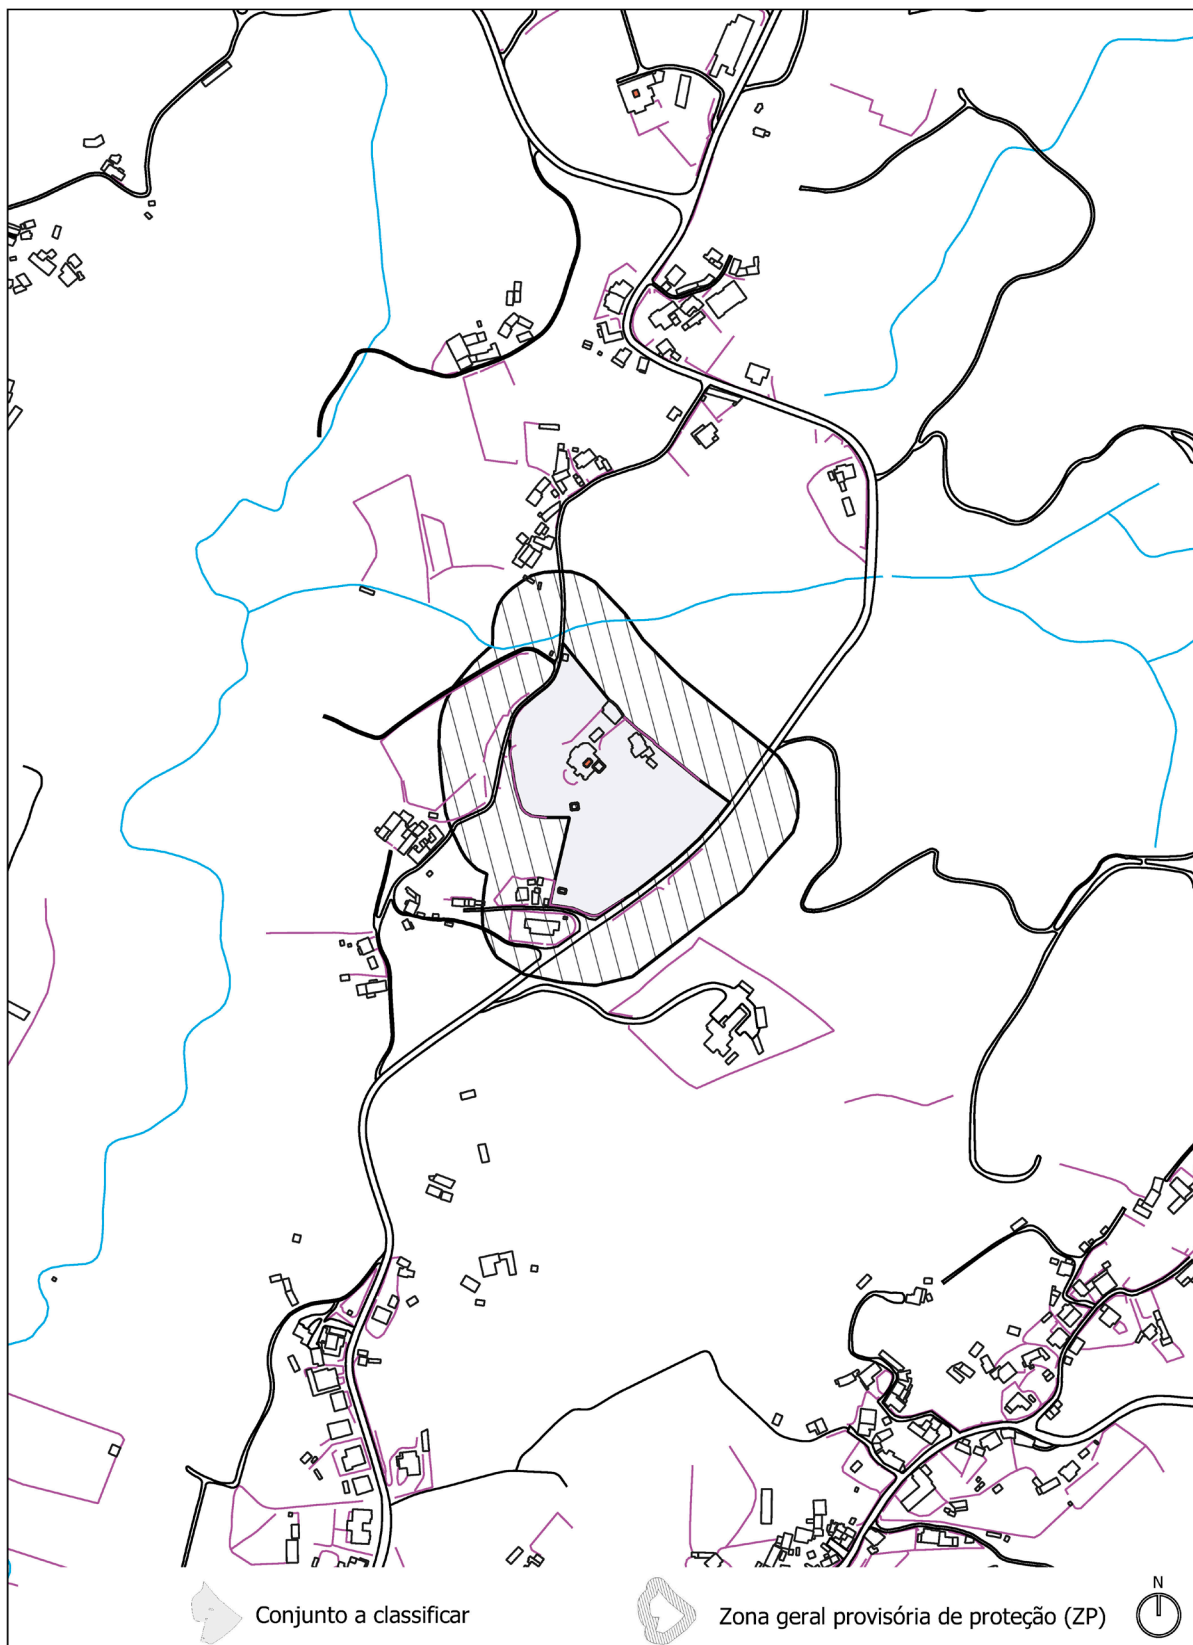 N
Conjunto a classificar
Zona geral provisória de proteção (ZP)